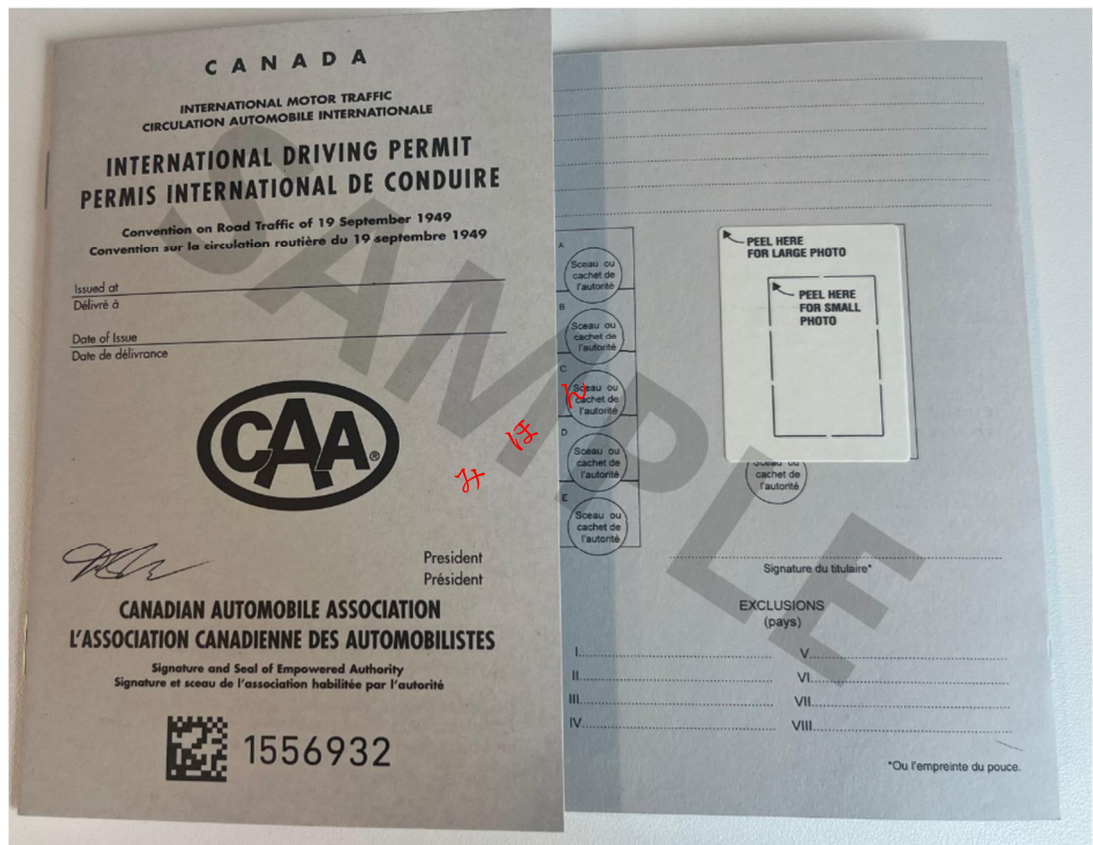 CANADA
INTERNATIONAL MOTOR TRAFFIC
CIRCULATION AUTOMOBILE INTERNATIONALE
INTERNATIONAL DRIVING PERMIT
PERMIS INTERNATIONAL DE CONDUIRE
Convention on Road Traffic of 19 September 1949
Convention sur la circulation routière du 19 septembre 1949
Issued at
Délivré à
Date of Issue
Date de délivrance
CAA®
President
Président
CANADIAN AUTOMOBILE ASSOCIATION
L'ASSOCIATION CANADIENNE DES AUTOMOBILISTES
Signature and Seal of Empowered Authority
Signature et sceau de l'association habilitée par l'autorité
1556932
SAMPLE
みほん
A
Sceau ou
cachet de
l'autorité
B
Sceau ou
cachet de
l'autorité
C
Sceau ou
cachet de
l'autorité
D
Sceau ou
cachet de
l'autorité
E
Sceau ou
cachet de
l'autorité
PEEL HERE
FOR LARGE PHOTO
PEEL HERE
FOR SMALL
PHOTO
Sceau ou
cachet de
l'autorité
Signature du titulaire*
EXCLUSIONS
(pays)
I
II
III
IV
V
VI
VII
VIII
*Ou l'empreinte du pouce.